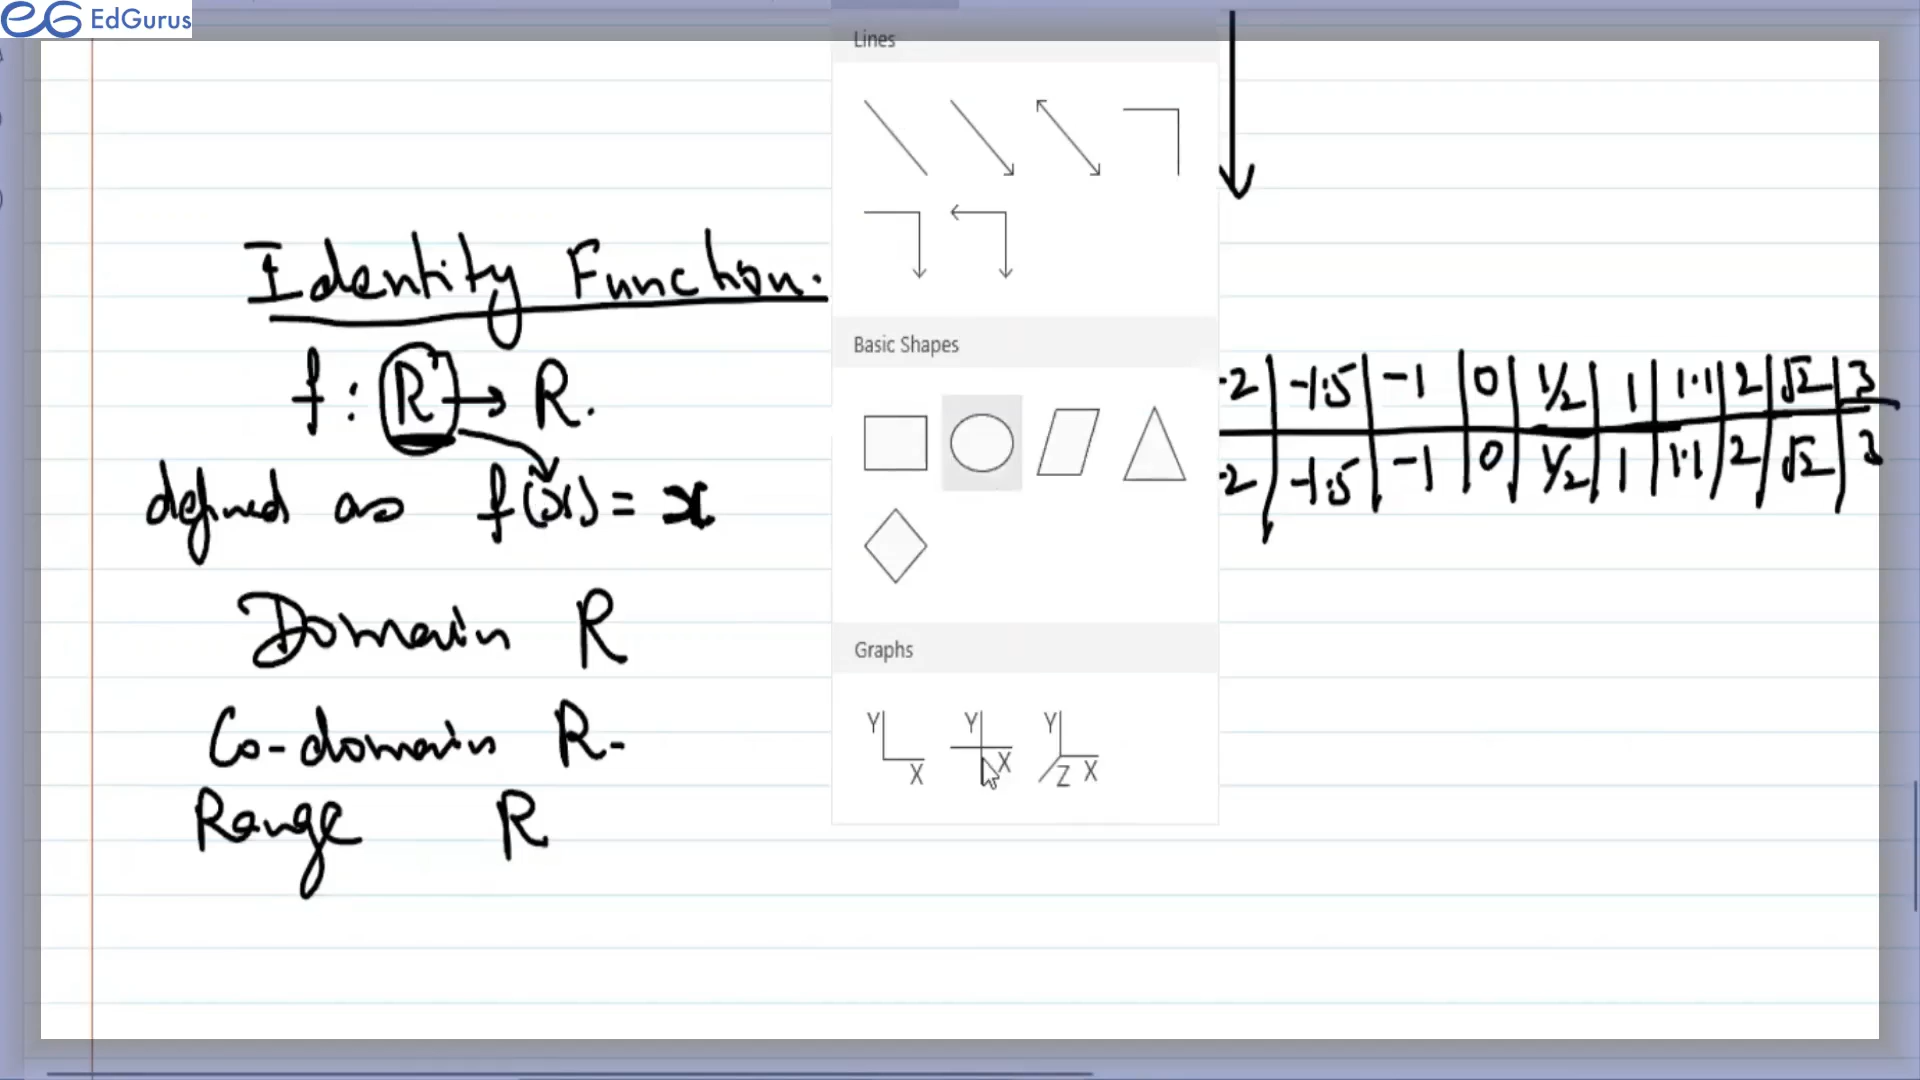 EdGurus
Lines
Identity Function.
f : R → R.
defined as f(x) = x
Domain R
Co-domain R-
Range R
-2 | -1.5 | -1 | 0 | 1/2 | 1 | 1.1 | 2 | √2 | 3
-2 | -1.5 | -1 | 0 | 1/2 | 1 | 1.1 | 2 | √2 | 3
Basic Shapes
Graphs
Y Y Y
X X Z X